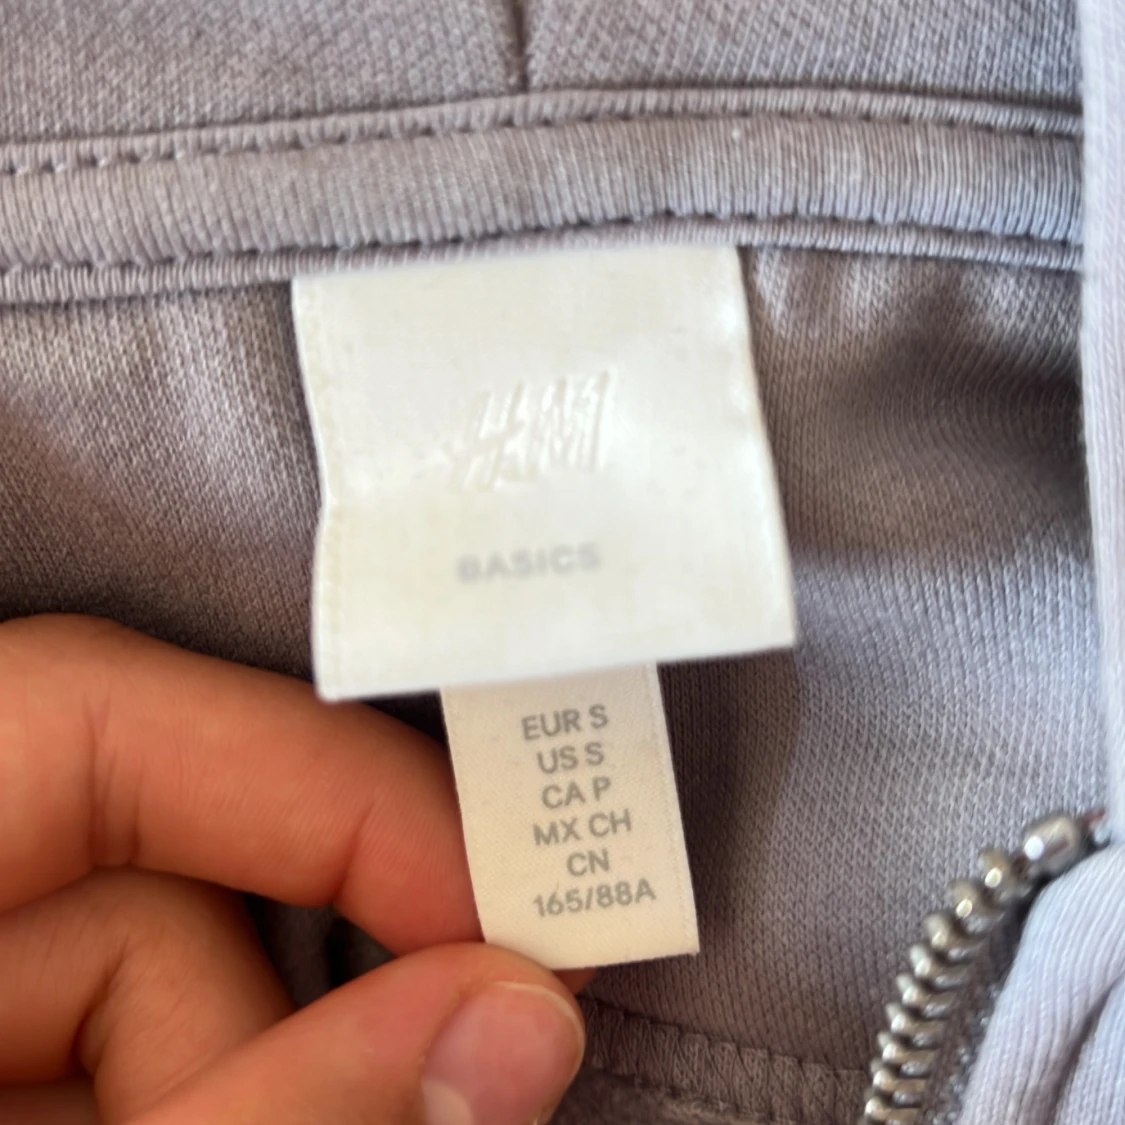 H&M
BASICS
EUR S
US S
CA P
MX CH
CN
165/88A